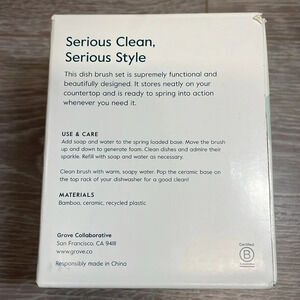 Serious Clean,
Serious Style
This dish brush set is supremely functional and
beautifully designed. It stores neatly on your
countertop and is ready to spring into action
whenever you need it.
USE & CARE
Add soap and water to the spring loaded base. Move the brush
up and down to generate foam. Clean dishes and admire their
sparkle. Refill with soap and water as necessary.
Clean brush with warm, soapy water. Pop the ceramic base on
the top rack of your dishwasher for a good clean!
MATERIALS
Bamboo, ceramic, recycled plastic
Grove Collaborative
San Francisco, CA 94111
www.grove.co
Responsibly made in China
Certified
B